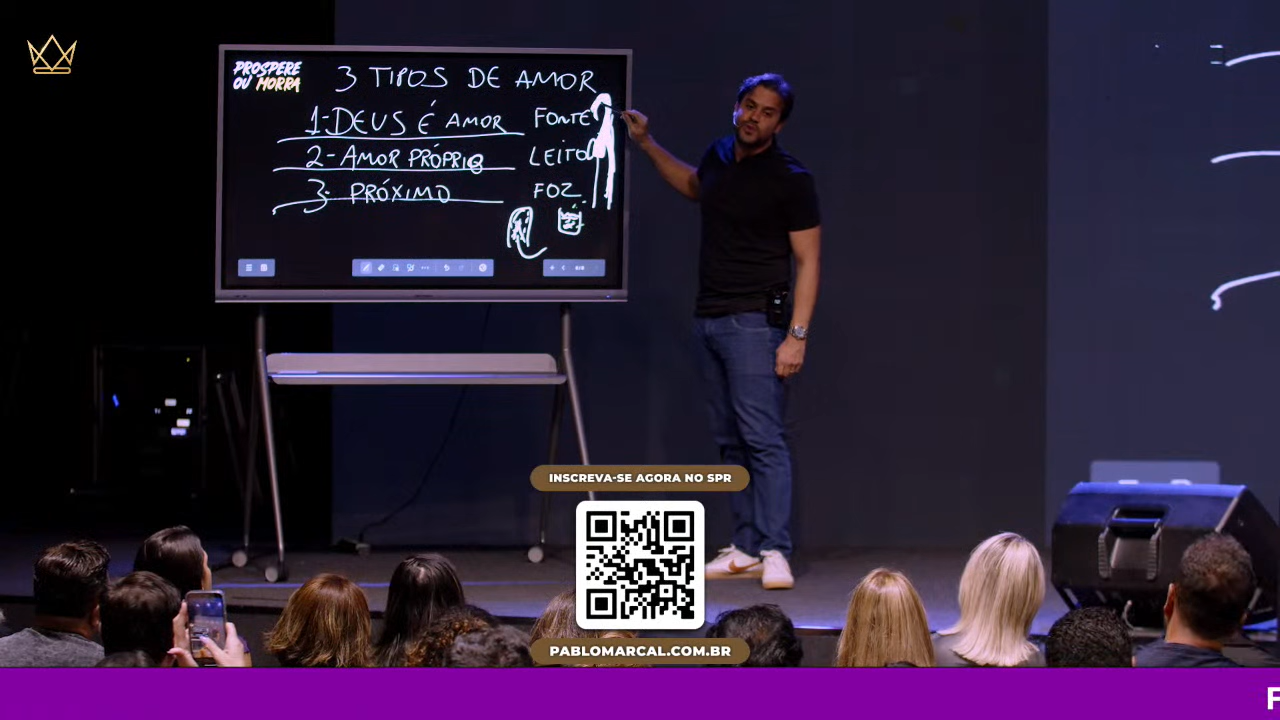 PROSPERE
OU MORRA
3 TIPOS DE AMOR
1-DEUS É AMOR FONTE
2-AMOR PRÓPRIO LEITO
3- PRÓXIMO FOZ
INSCREVA-SE AGORA NO SPR
PABLOMARCAL.COM.BR